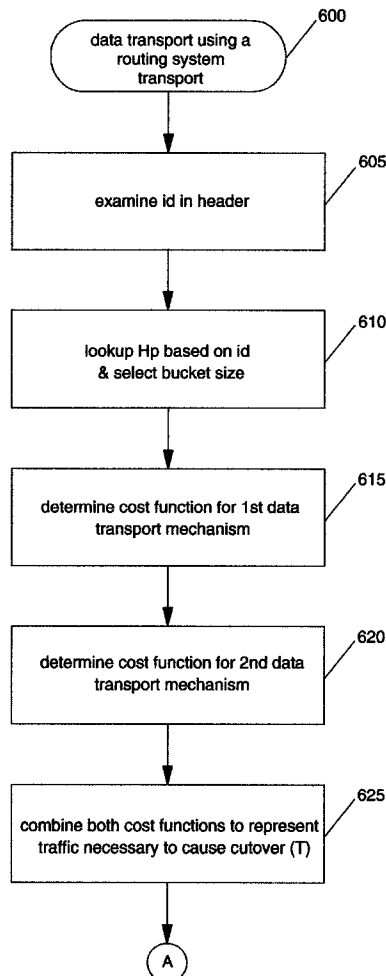 600
data transport using a
routing system
transport
605
examine id in header
610
lookup Hp based on id
& select bucket size
615
determine cost function for 1st data
transport mechanism
620
determine cost function for 2nd data
transport mechanism
625
combine both cost functions to represent
traffic necessary to cause cutover (T)
A